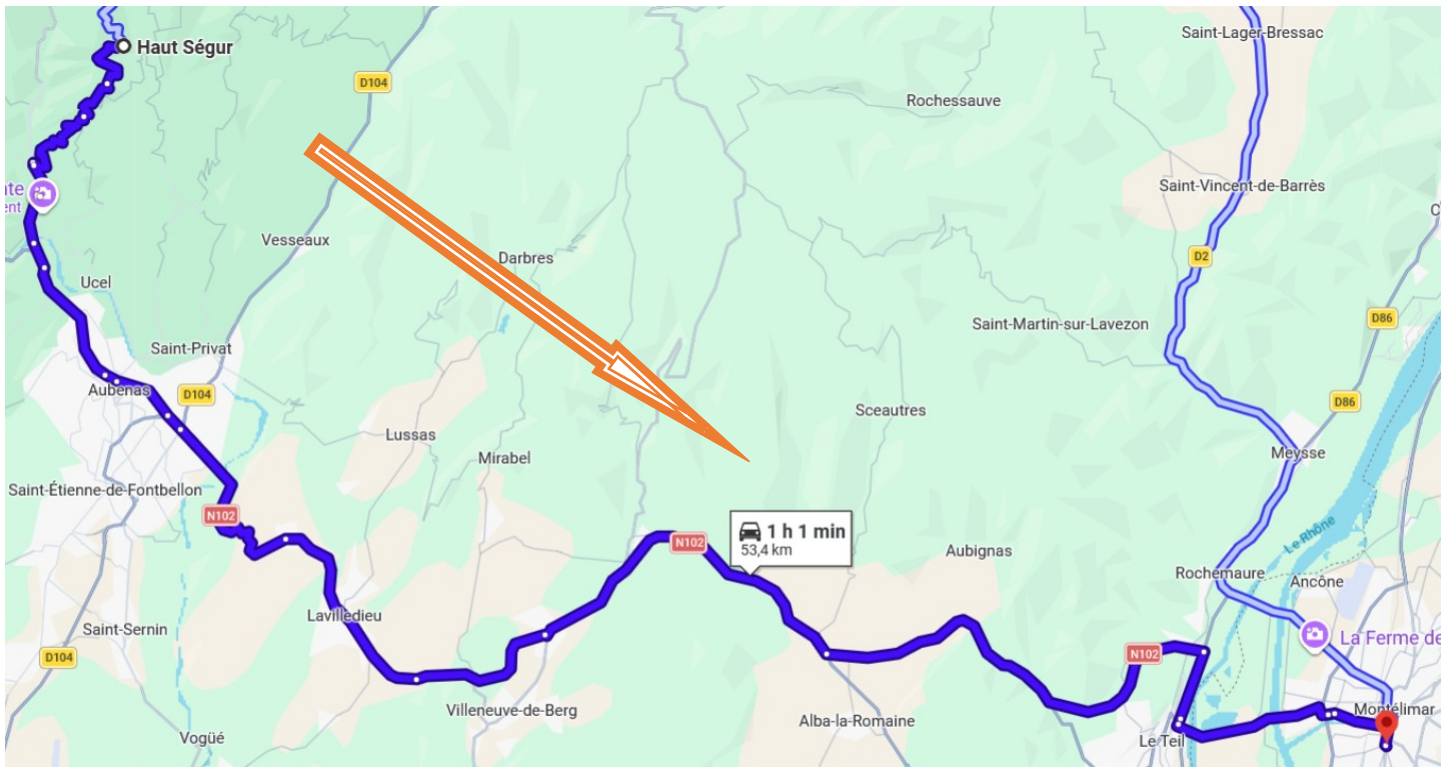 Haut Ségur
Saint-Lager-Bressac
D104
Rochessauve
nte
ent
Saint-Vincent-de-Barrès
C
Vesseaux
Darbres
D2
Ucel
D86
Saint-Martin-sur-Lavezon
Saint-Privat
Aubenas
D104
D86
Sceautres
Lussas
Mirabel
Meysse
Saint-Étienne-de-Fontbellon
N102
1 h 1 min
53,4 km
N102
Le Rhône
Aubignas
Rochemaure
Ancône
Lavilledieu
Saint-Sernin
La Ferme de
D104
N102
Villeneuve-de-Berg
Montélimar
Alba-la-Romaine
Vogüé
Le Teil